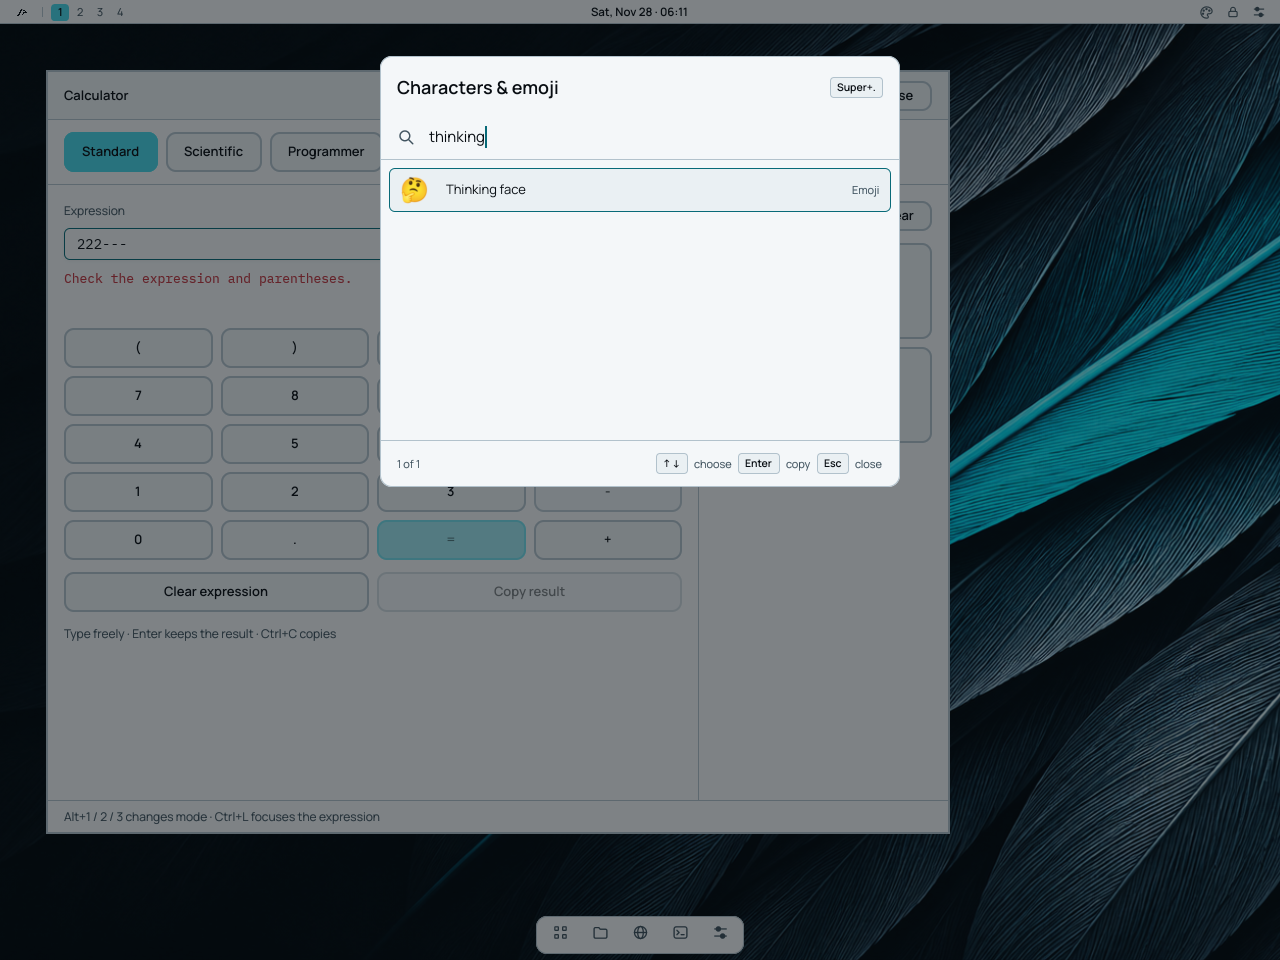 1 2 3 4
Sat, Nov 28 · 06:11
Characters & emoji
Super+.
thinking
Thinking face
Emoji
1 of 1
↑↓ choose Enter copy Esc close
Calculator
Standard
Scientific
Programmer
Expression
222---
Check the expression and parentheses.
( )
7 8
4 5
1 2 3 -
0 . = +
Clear expression
Copy result
Type freely · Enter keeps the result · Ctrl+C copies
Alt+1 / 2 / 3 changes mode · Ctrl+L focuses the expression